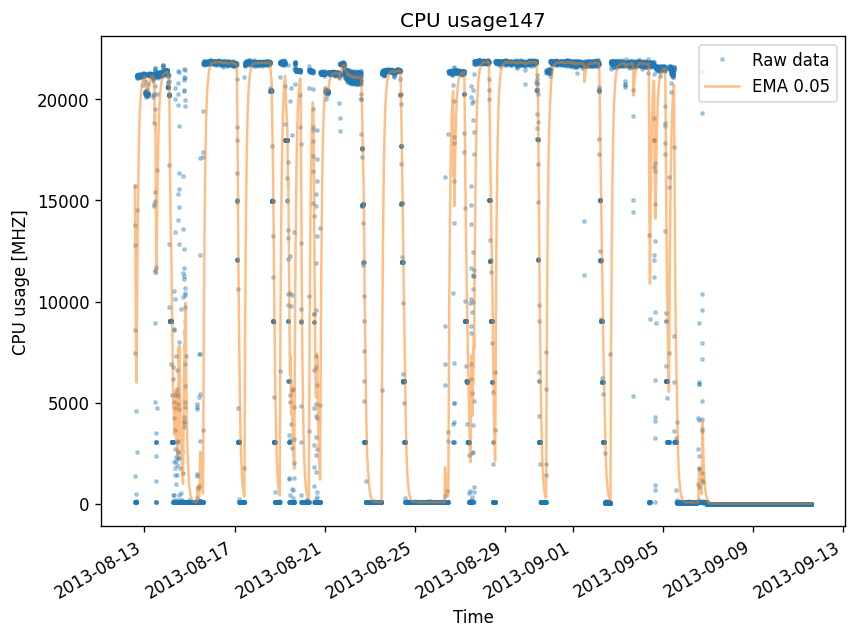 CPU usage147
Raw data
EMA 0.05
CPU usage [MHZ]
20000
15000
10000
5000
0
2013-08-13
2013-08-17
2013-08-21
2013-08-25
2013-08-29
2013-09-01
2013-09-05
2013-09-09
2013-09-13
Time